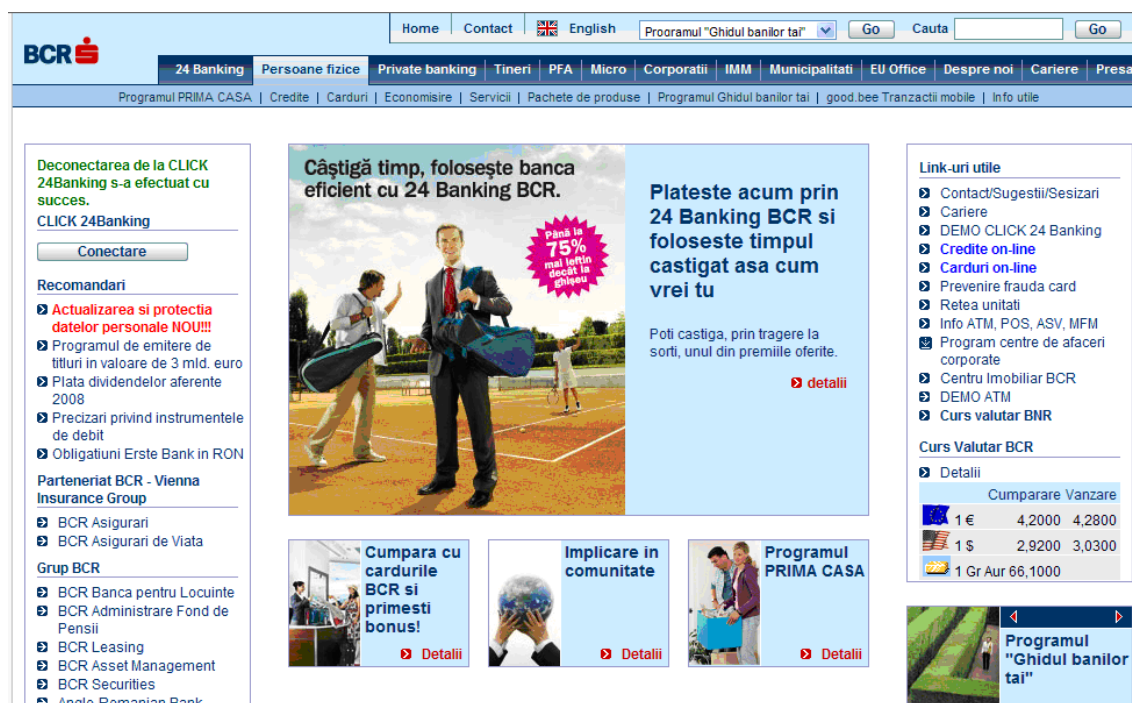 Home
Contact
English
Programul "Ghidul banilor tai"
Go
Cauta
Go
BCR
24 Banking
Persoane fizice
Private banking
Tineri
PFA
Micro
Corporatii
IMM
Municipalitati
EU Office
Despre noi
Cariere
Presa
Programul PRIMA CASA | Credite | Carduri | Economisire | Servicii | Pachete de produse | Programul Ghidul banilor tai | good.bee Tranzactii mobile | Info utile
Deconectarea de la CLICK
24Banking s-a efectuat cu
succes.
CLICK 24Banking
Conectare
Recomandari
Actualizarea si protectia
datelor personale NOU!!!
Programul de emitere de
titluri in valoare de 3 mld. euro
Plata dividendelor aferente
2008
Precizari privind instrumentele
de debit
Obligatiuni Erste Bank in RON
Parteneriat BCR - Vienna
Insurance Group
BCR Asigurari
BCR Asigurari de Viata
Grup BCR
BCR Banca pentru Locuinte
BCR Administrare Fond de
Pensii
BCR Leasing
BCR Asset Management
BCR Securities
Anglo-Romanian Bank
Câştigă timp, foloseşte banca
eficient cu 24 Banking BCR.
Până la
75%
mai ieftin
decât la
ghişeu
Plateste acum prin
24 Banking BCR si
foloseste timpul
castigat asa cum
vrei tu
Poti castiga, prin tragere la
sorti, unul din premiile oferite.
detalii
Cumpara cu
cardurile
BCR si
primesti
bonus!
Detalii
Implicare in
comunitate
Detalii
Programul
PRIMA CASA
Detalii
Link-uri utile
Contact/Sugestii/Sesizari
Cariere
DEMO CLICK 24 Banking
Credite on-line
Carduri on-line
Prevenire frauda card
Retea unitati
Info ATM, POS, ASV, MFM
Program centre de afaceri
corporate
Centru Imobiliar BCR
DEMO ATM
Curs valutar BNR
Curs Valutar BCR
Detalii
Cumparare Vanzare
1 € 4,2000 4,2800
1 $ 2,9200 3,0300
1 Gr Aur 66,1000
Programul
"Ghidul banilor
tai"